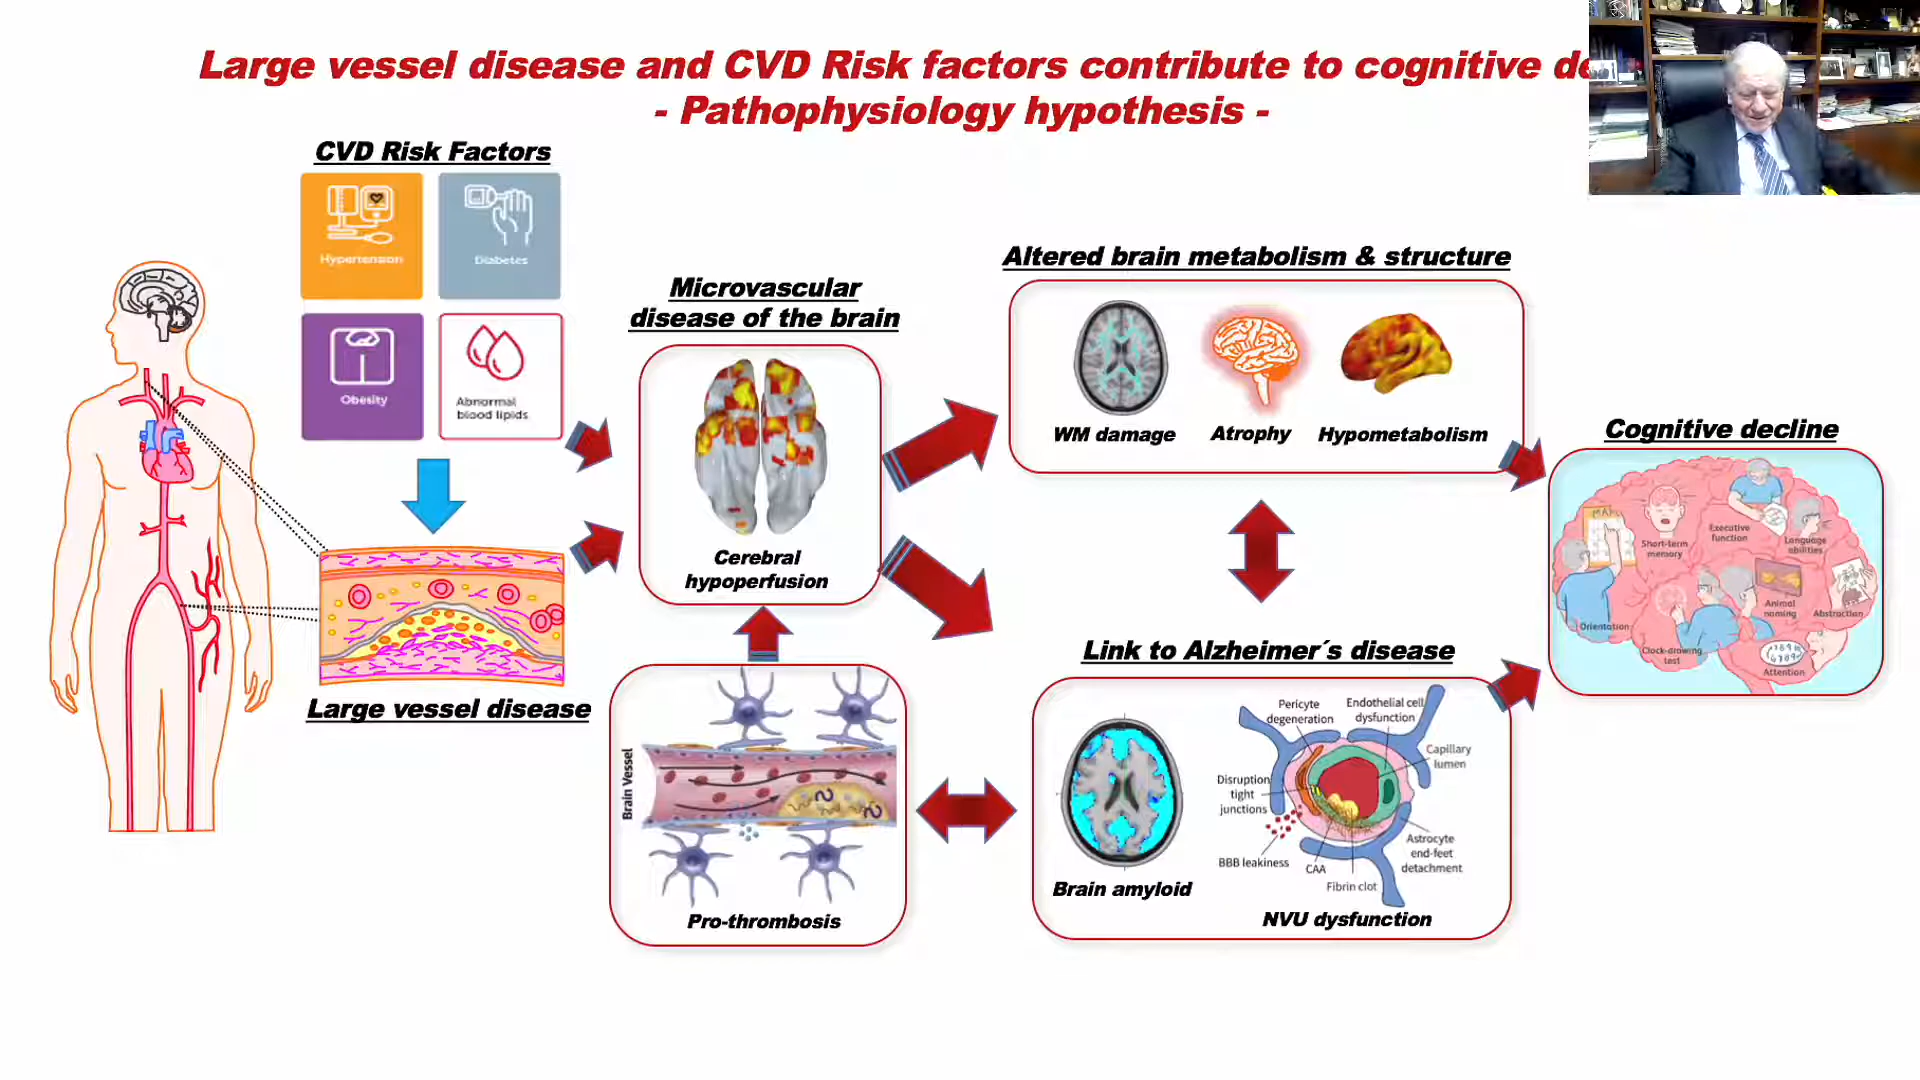 Large vessel disease and CVD Risk factors contribute to cognitive de
- Pathophysiology hypothesis -
CVD Risk Factors
Hypertension
Diabetes
Obesity
Abnormal
blood lipids
Large vessel disease
Microvascular
disease of the brain
Cerebral
hypoperfusion
Brain Vessel
Pro-thrombosis
Altered brain metabolism & structure
WM damage
Atrophy
Hypometabolism
Link to Alzheimer´s disease
Brain amyloid
Pericyte
degeneration
Endothelial cell
dysfunction
Capillary
lumen
Disruption
tight
junctions
BBB leakiness
CAA
Fibrin clot
Astrocyte
end-feet
detachment
NVU dysfunction
Cognitive decline
Short-term
memory
Executive
function
Language
abilities
Animal
naming
Abstraction
Orientation
Clock-drawing
test
Attention